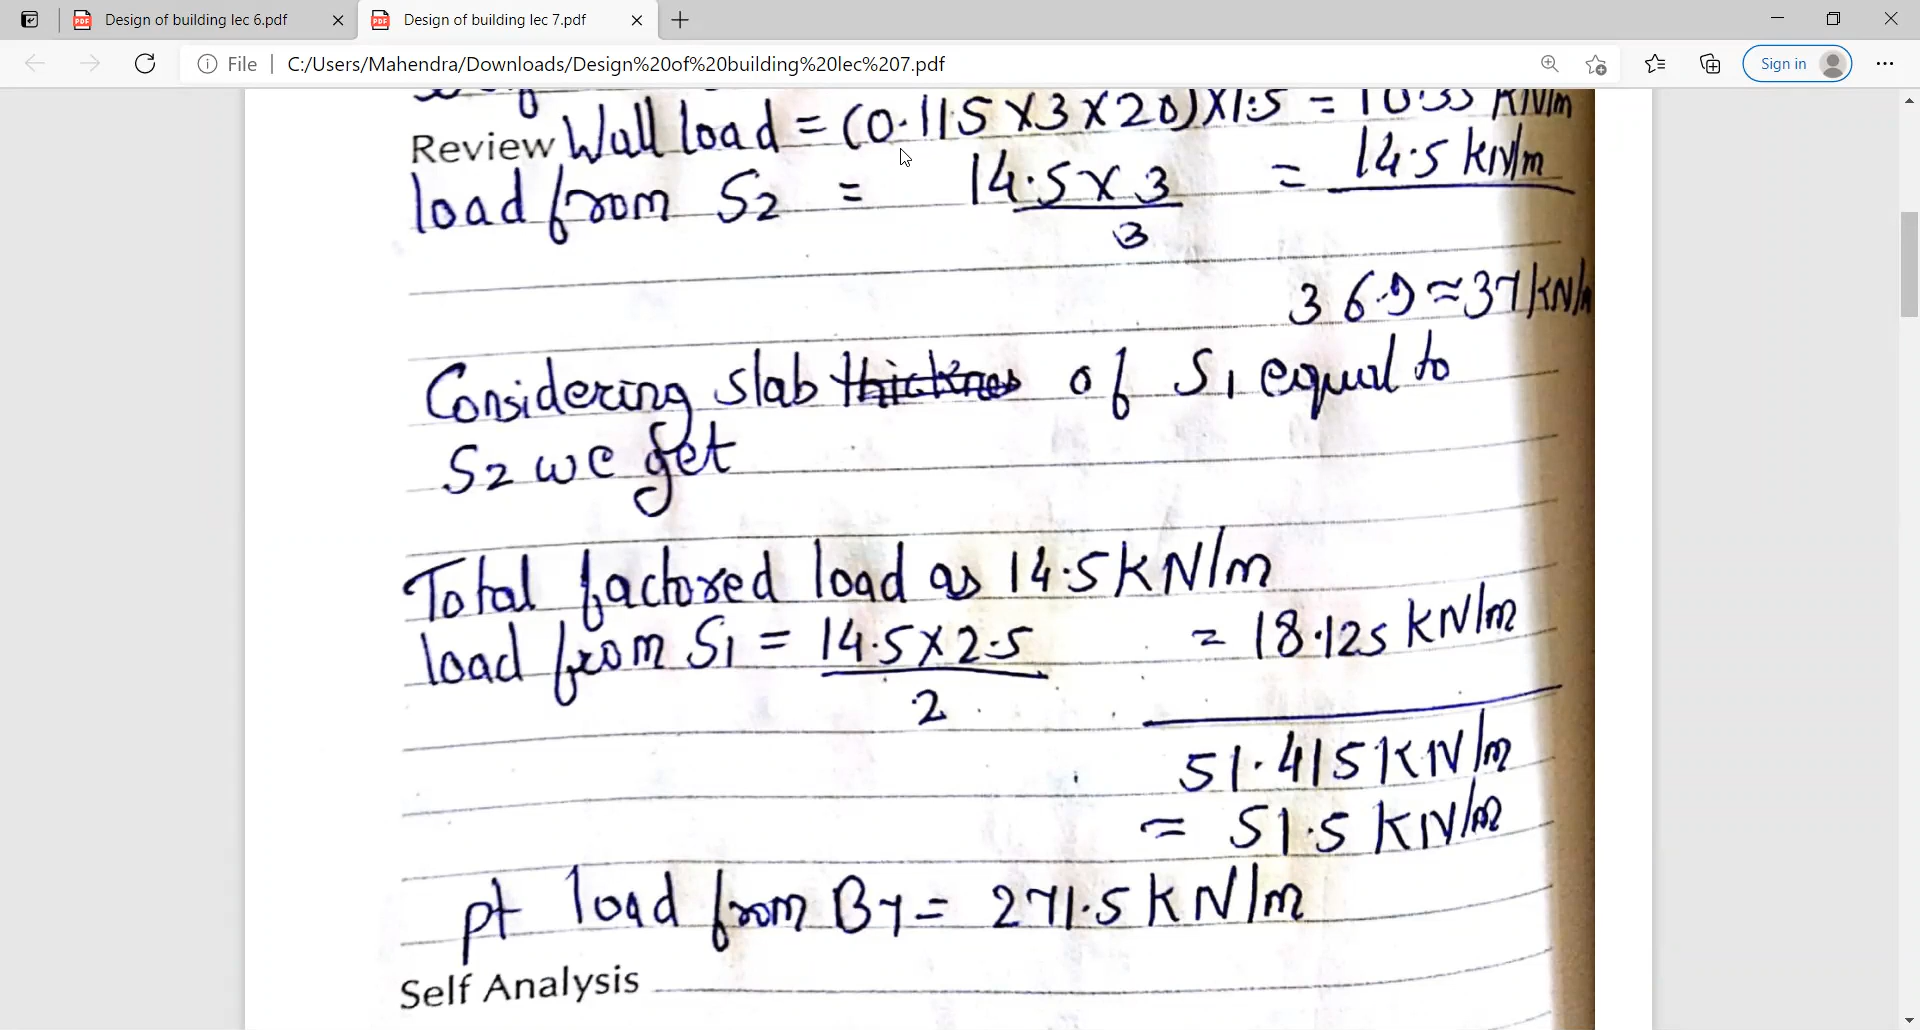 Design of building lec 6.pdf
Design of building lec 7.pdf
File
C:/Users/Mahendra/Downloads/Design%20of%20building%20lec%207.pdf
Sign in
Review Wall load = (0.115 X 3 X 20) X 1.5 = 10.35 KN/m
load from S2 = 14.5 X 3 = 14.5 kN/m
3
36.9 ≈ 37 kN/m
Considering slab of S1 equal to
S2 we get
Total factored load as 14.5 KN/m
load from S1 = 14.5 X 2.5 = 18.125 KN/m
2
51.415 KN/m
= 51.5 KN/m
pt load from B7 = 271.5 KN/m
Self Analysis